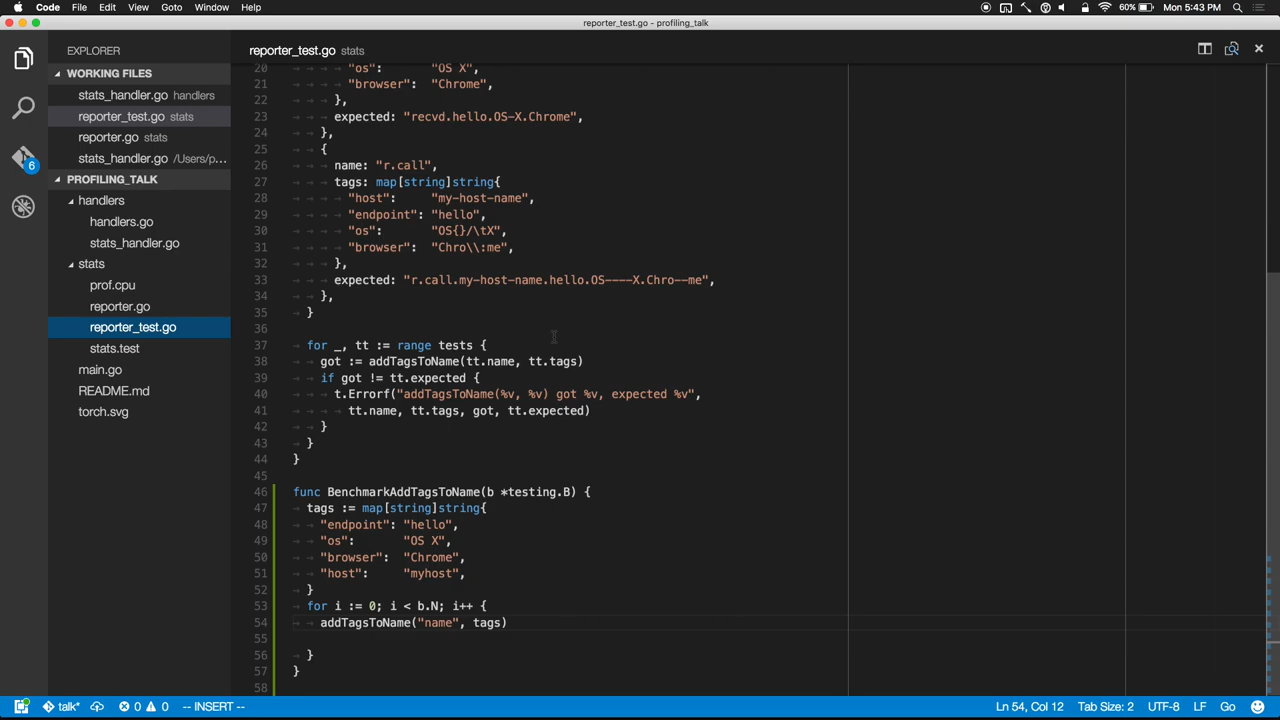 Code File Edit View Goto Window Help
60% Mon 5:43 PM
reporter_test.go - profiling_talk
EXPLORER
WORKING FILES
stats_handler.go handlers
reporter_test.go stats
reporter.go stats
stats_handler.go /Users/p...
6
PROFILING_TALK
handlers
handlers.go
stats_handler.go
stats
prof.cpu
reporter.go
reporter_test.go
stats.test
main.go
README.md
torch.svg
reporter_test.go stats
20 "os": "OS X",
21 "browser": "Chrome",
22 },
23 expected: "recvd.hello.OS-X.Chrome",
24 },
25 {
26 name: "r.call",
27 tags: map[string]string{
28 "host": "my-host-name",
29 "endpoint": "hello",
30 "os": "OS{}/\tX",
31 "browser": "Chro\\:me",
32 },
33 expected: "r.call.my-host-name.hello.OS----X.Chro--me",
34 },
35 }
36
37 for _, tt := range tests {
38 got := addTagsToName(tt.name, tt.tags)
39 if got != tt.expected {
40 t.Errorf("addTagsToName(%v, %v) got %v, expected %v",
41 tt.name, tt.tags, got, tt.expected)
42 }
43 }
44 }
45
46 func BenchmarkAddTagsToName(b *testing.B) {
47 tags := map[string]string{
48 "endpoint": "hello",
49 "os": "OS X",
50 "browser": "Chrome",
51 "host": "myhost",
52 }
53 for i := 0; i < b.N; i++ {
54 addTagsToName("name", tags)
55
56 }
57 }
58
talk* 0 0 -- INSERT -- Ln 54, Col 12 Tab Size: 2 UTF-8 LF Go